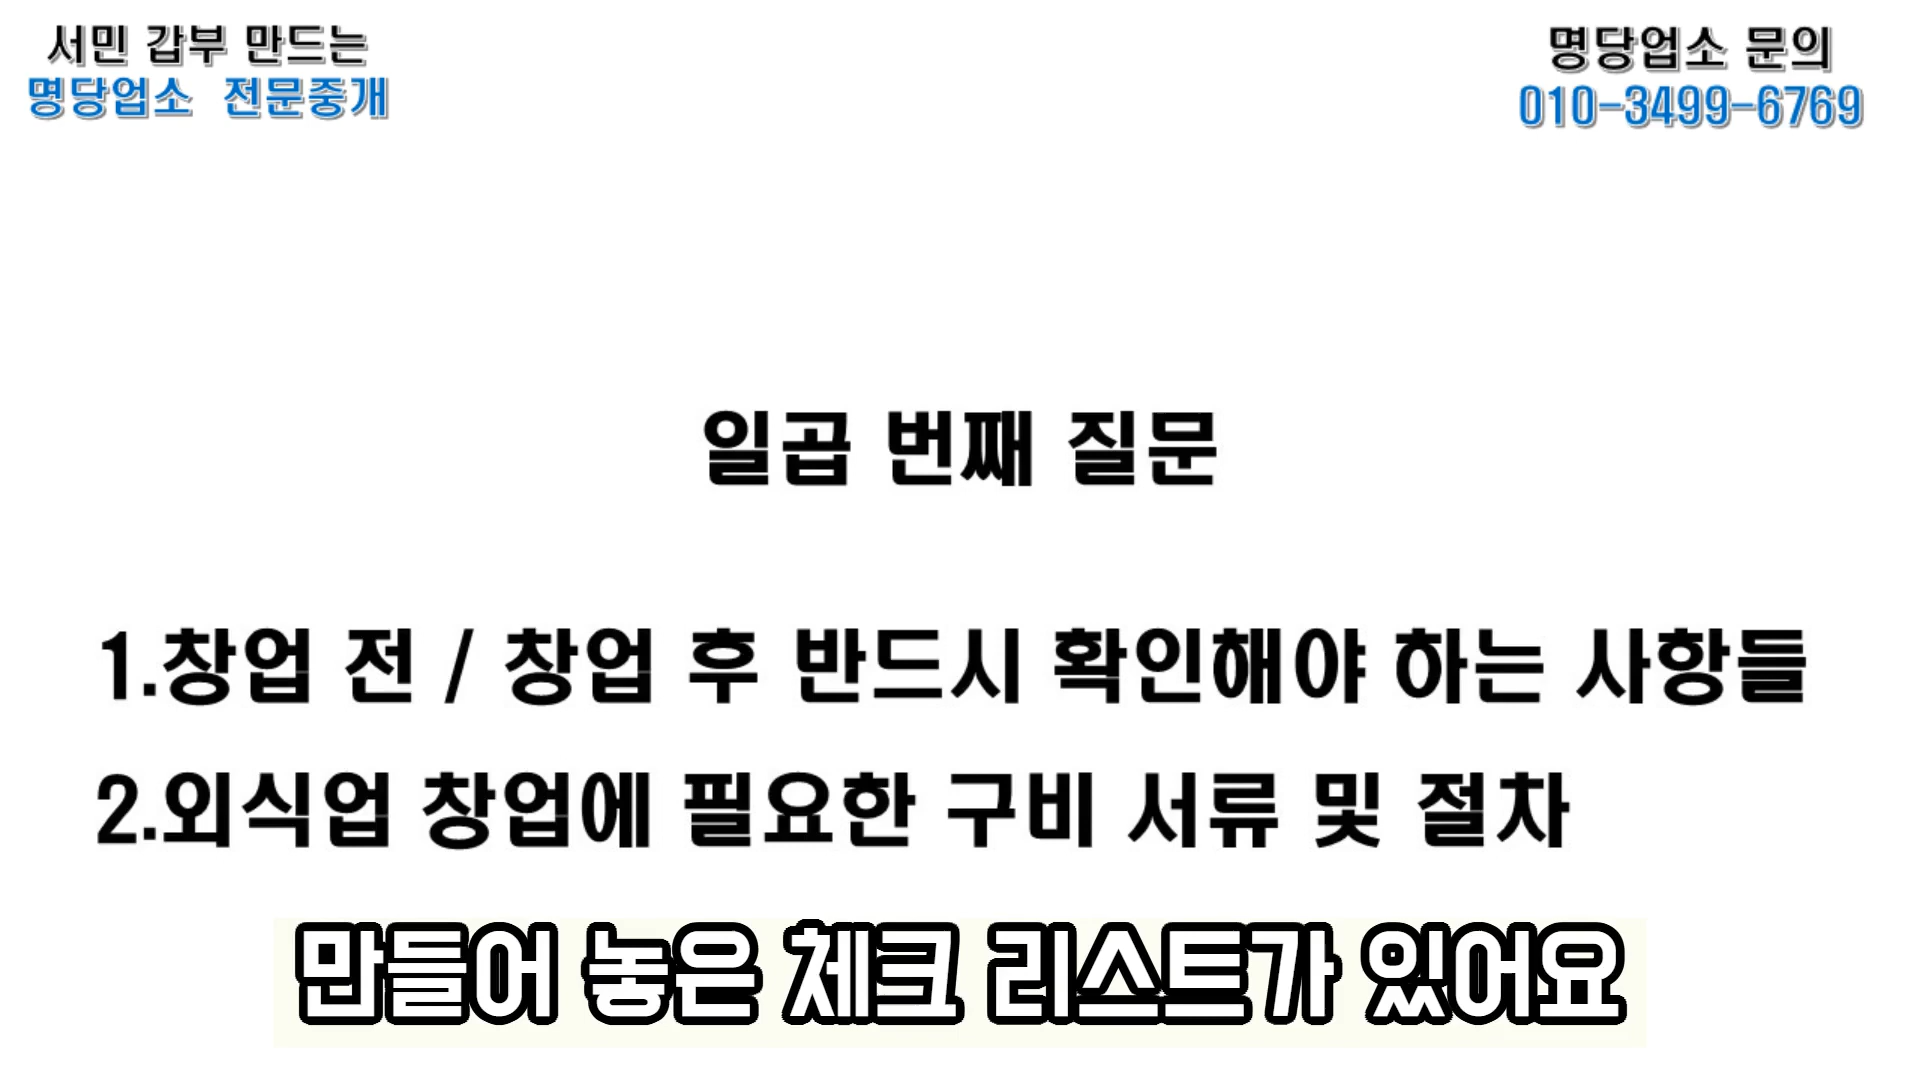 서민 갑부 만드는
명당업소 전문중개
명당업소 문의
010-3499-6769
일곱 번째 질문
1.창업 전 / 창업 후 반드시 확인해야 하는 사항들
2.외식업 창업에 필요한 구비 서류 및 절차
만들어 놓은 체크 리스트가 있어요